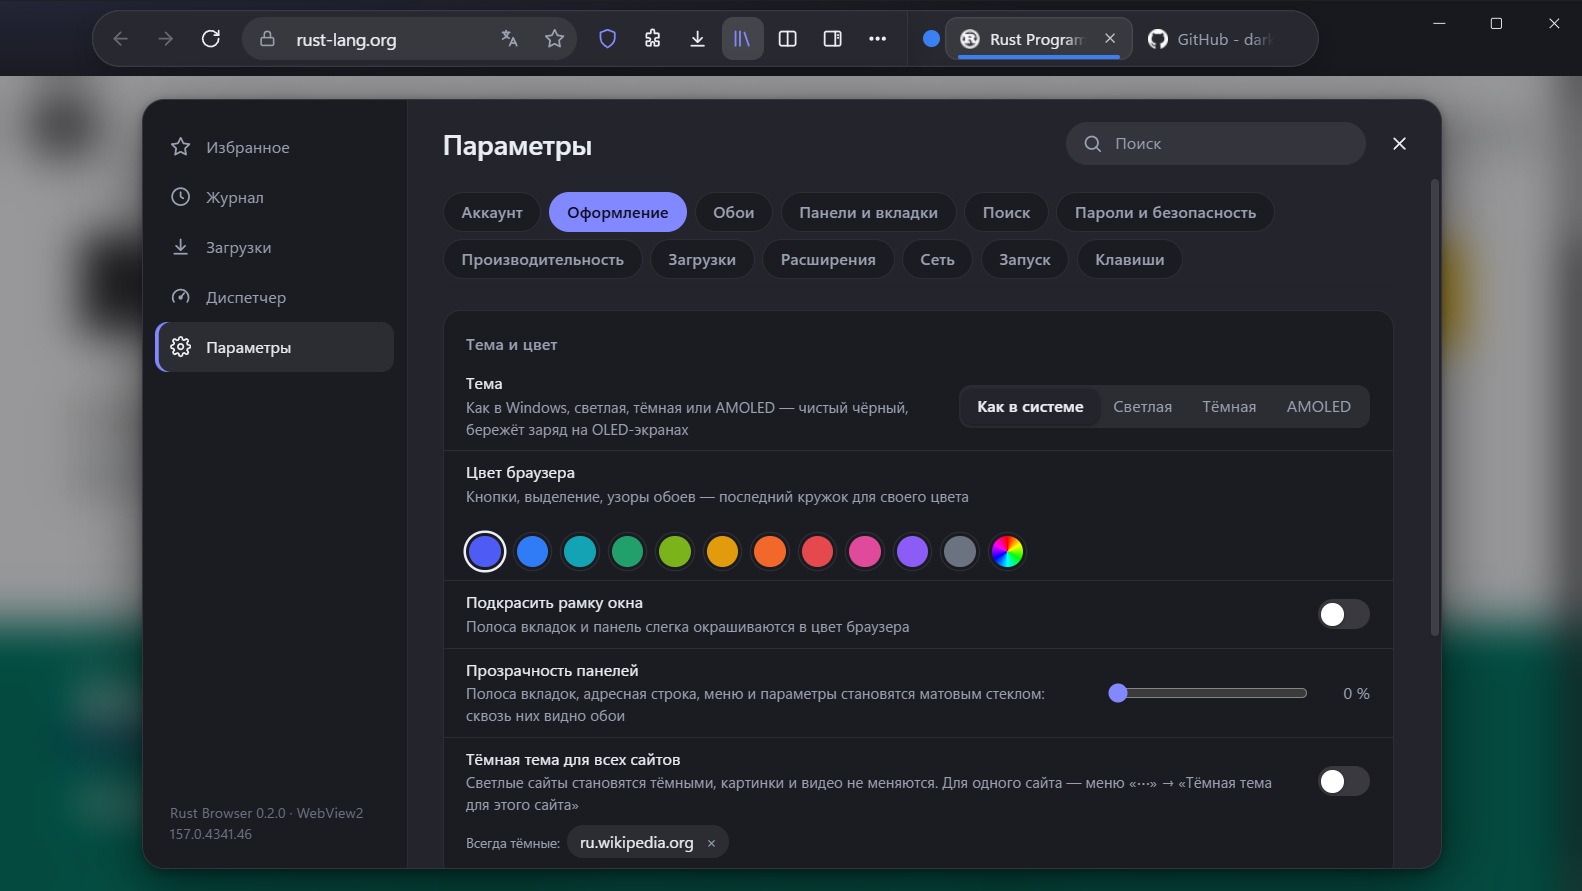 rust-lang.org
Rust Program
GitHub - dark
Избранное
Журнал
Загрузки
Диспетчер
Параметры
Rust Browser 0.2.0 · WebView2
157.0.4341.46
Параметры
Поиск
Аккаунт
Оформление
Обои
Панели и вкладки
Поиск
Пароли и безопасность
Производительность
Загрузки
Расширения
Сеть
Запуск
Клавиши
Тема и цвет
Тема
Как в Windows, светлая, тёмная или AMOLED — чистый чёрный,
бережёт заряд на OLED-экранах
Как в системе
Светлая
Тёмная
AMOLED
Цвет браузера
Кнопки, выделение, узоры обоев — последний кружок для своего цвета
Подкрасить рамку окна
Полоса вкладок и панель слегка окрашиваются в цвет браузера
Прозрачность панелей
Полоса вкладок, адресная строка, меню и параметры становятся матовым стеклом:
сквозь них видно обои
0 %
Тёмная тема для всех сайтов
Светлые сайты становятся тёмными, картинки и видео не меняются. Для одного сайта — меню «⋯» → «Тёмная тема
для этого сайта»
Всегда тёмные:
ru.wikipedia.org ×